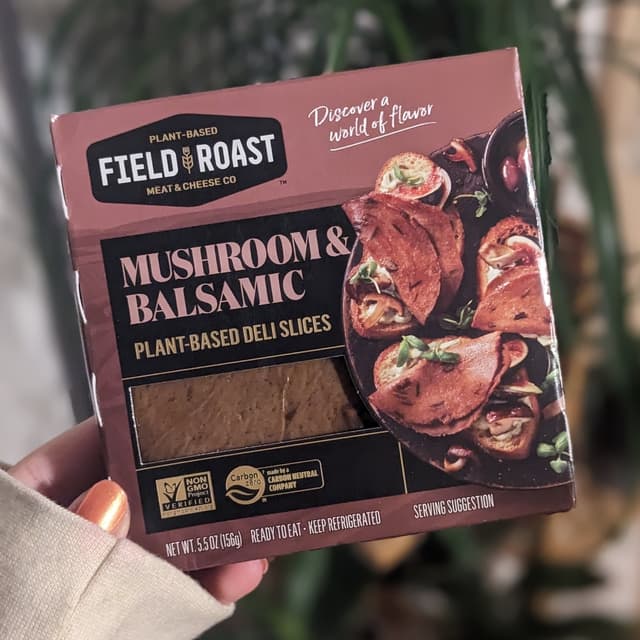 PLANT-BASED
FIELD ROAST
MEAT & CHEESE CO
™
Discover a
world of flavor
MUSHROOM &
BALSAMIC
PLANT-BASED DELI SLICES
NON
GMO
Project
VERIFIED
Carbon
zero
made by a
CARBON NEUTRAL
COMPANY
NET WT. 5.5 OZ (156g) READY TO EAT • KEEP REFRIGERATED
SERVING SUGGESTION